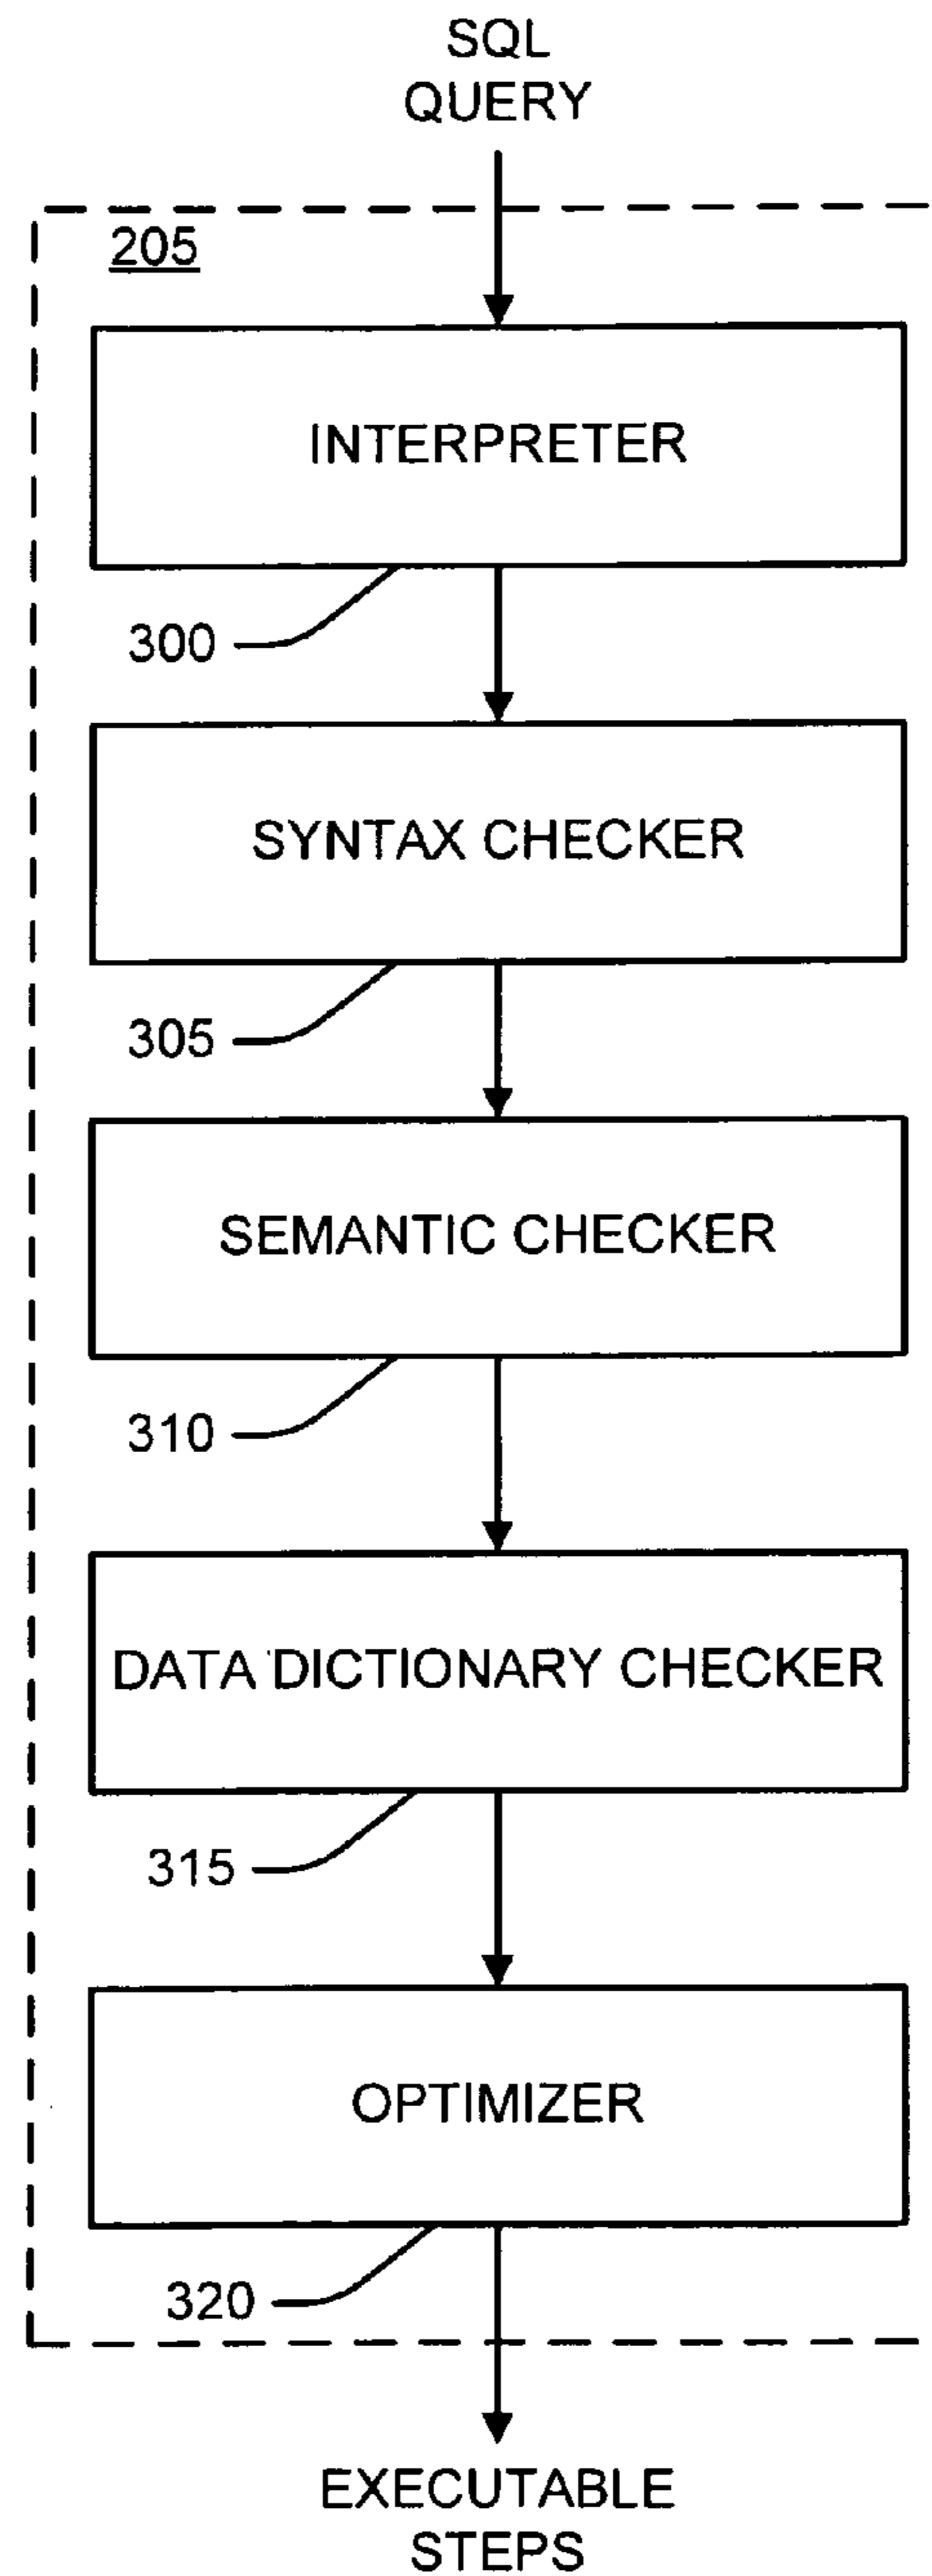 SQL
QUERY
205
INTERPRETER
300
SYNTAX CHECKER
305
SEMANTIC CHECKER
310
DATA DICTIONARY CHECKER
315
OPTIMIZER
320
EXECUTABLE
STEPS